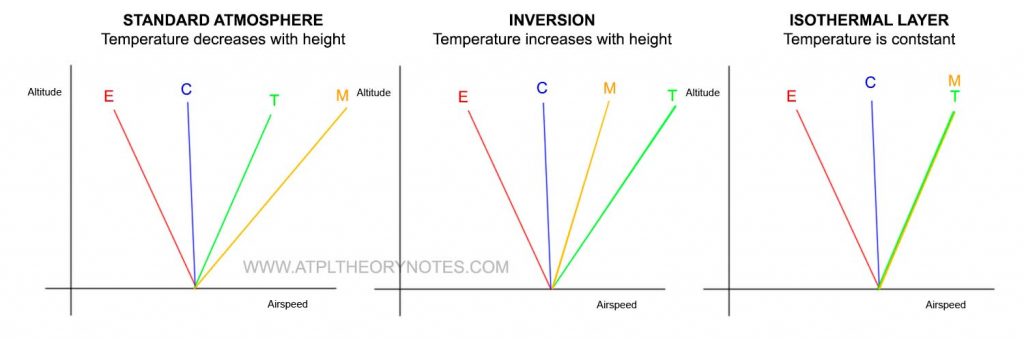 STANDARD ATMOSPHERE
Temperature decreases with height
Altitude
E
C
T
M
Airspeed
INVERSION
Temperature increases with height
Altitude
E
C
M
T
Airspeed
ISOTHERMAL LAYER
Temperature is contstant
Altitude
E
C
M
T
Airspeed
WWW.ATPLTHEORYNOTES.COM